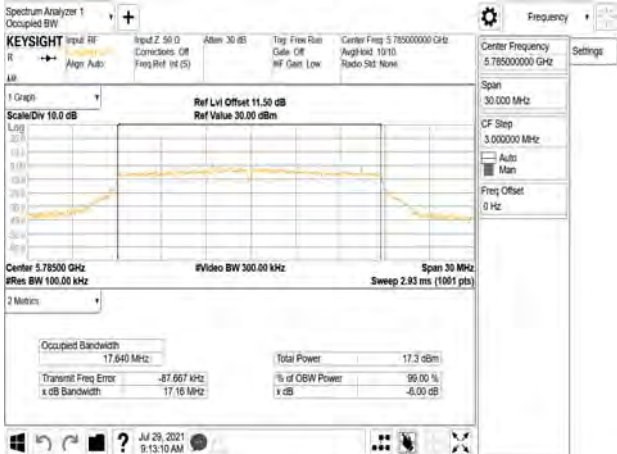 Spectrum Analyzer 1
Occupied BW
+
Frequency
KEYSIGHT Input: RF
R
Align: Auto
Input Z: 50 Ω
Corrections: Off
Freq Ref: Int (S)
Atten: 30 dB
Trig: Free Run
Gate: Off
#IF Gain: Low
Center Freq: 5.785000000 GHz
Avg|Hold: 10/10
Radio Std: None
Center Frequency
5.785000000 GHz
Settings
Span
30.000 MHz
CF Step
3.000000 MHz
Auto
Man
Freq Offset
0 Hz
1 Graph
Scale/Div 10.0 dB
Log
Ref Lvl Offset 11.50 dB
Ref Value 30.00 dBm
Center 5.78500 GHz
#Res BW 100.00 kHz
#Video BW 300.00 kHz
Span 30 MHz
Sweep 2.93 ms (1001 pts)
2 Metrics
Occupied Bandwidth
17.640 MHz
Total Power 17.3 dBm
Transmit Freq Error -87.667 kHz
% of OBW Power 99.00 %
x dB Bandwidth 17.16 MHz
x dB -6.00 dB
?
Jul 29, 2021
9:13:10 AM